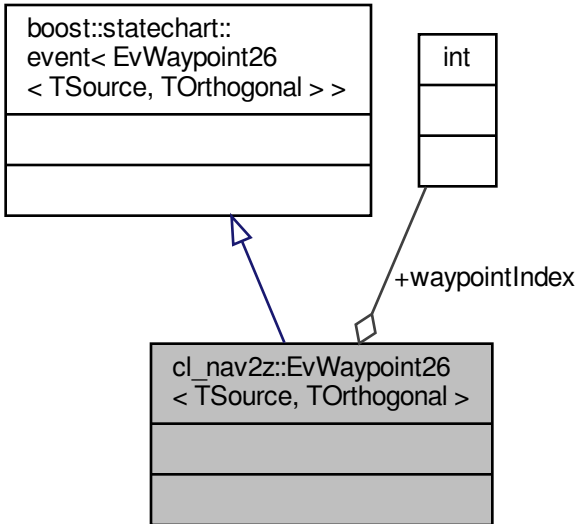 boost::statechart::
event< EvWaypoint26
< TSource, TOrthogonal > >
int
+waypointIndex
cl_nav2z::EvWaypoint26
< TSource, TOrthogonal >